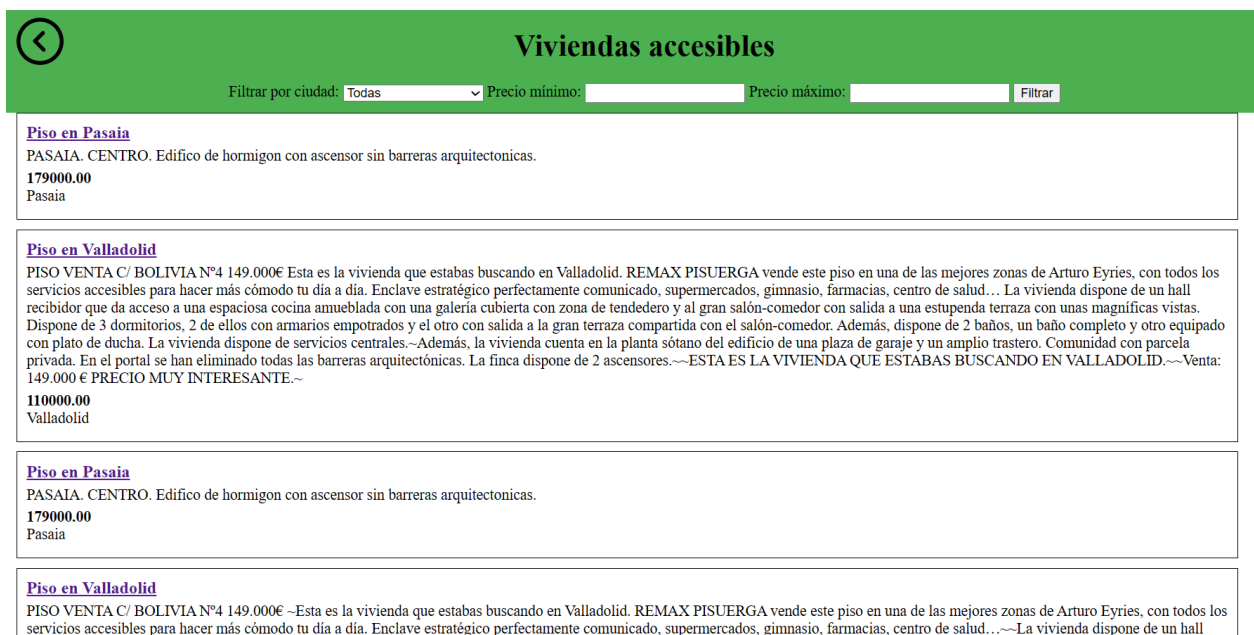 Viviendas accesibles
Filtrar por ciudad: Todas Precio mínimo: Precio máximo: Filtrar
Piso en Pasaia
PASAIA. CENTRO. Edifico de hormigon con ascensor sin barreras arquitectonicas.
179000.00
Pasaia
Piso en Valladolid
PISO VENTA C/ BOLIVIA Nº4 149.000€ Esta es la vivienda que estabas buscando en Valladolid. REMAX PISUERGA vende este piso en una de las mejores zonas de Arturo Eyries, con todos los
servicios accesibles para hacer más cómodo tu día a día. Enclave estratégico perfectamente comunicado, supermercados, gimnasio, farmacias, centro de salud… La vivienda dispone de un hall
recibidor que da acceso a una espaciosa cocina amueblada con una galería cubierta con zona de tendedero y al gran salón-comedor con salida a una estupenda terraza con unas magníficas vistas.
Dispone de 3 dormitorios, 2 de ellos con armarios empotrados y el otro con salida a la gran terraza compartida con el salón-comedor. Además, dispone de 2 baños, un baño completo y otro equipado
con plato de ducha. La vivienda dispone de servicios centrales.~Además, la vivienda cuenta en la planta sótano del edificio de una plaza de garaje y un amplio trastero. Comunidad con parcela
privada. En el portal se han eliminado todas las barreras arquitectónicas. La finca dispone de 2 ascensores.~~ESTA ES LA VIVIENDA QUE ESTABAS BUSCANDO EN VALLADOLID.~~Venta:
149.000 € PRECIO MUY INTERESANTE.~
110000.00
Valladolid
Piso en Pasaia
PASAIA. CENTRO. Edifico de hormigon con ascensor sin barreras arquitectonicas.
179000.00
Pasaia
Piso en Valladolid
PISO VENTA C/ BOLIVIA Nº4 149.000€ ~Esta es la vivienda que estabas buscando en Valladolid. REMAX PISUERGA vende este piso en una de las mejores zonas de Arturo Eyries, con todos los
servicios accesibles para hacer más cómodo tu día a día. Enclave estratégico perfectamente comunicado, supermercados, gimnasio, farmacias, centro de salud…~~La vivienda dispone de un hall